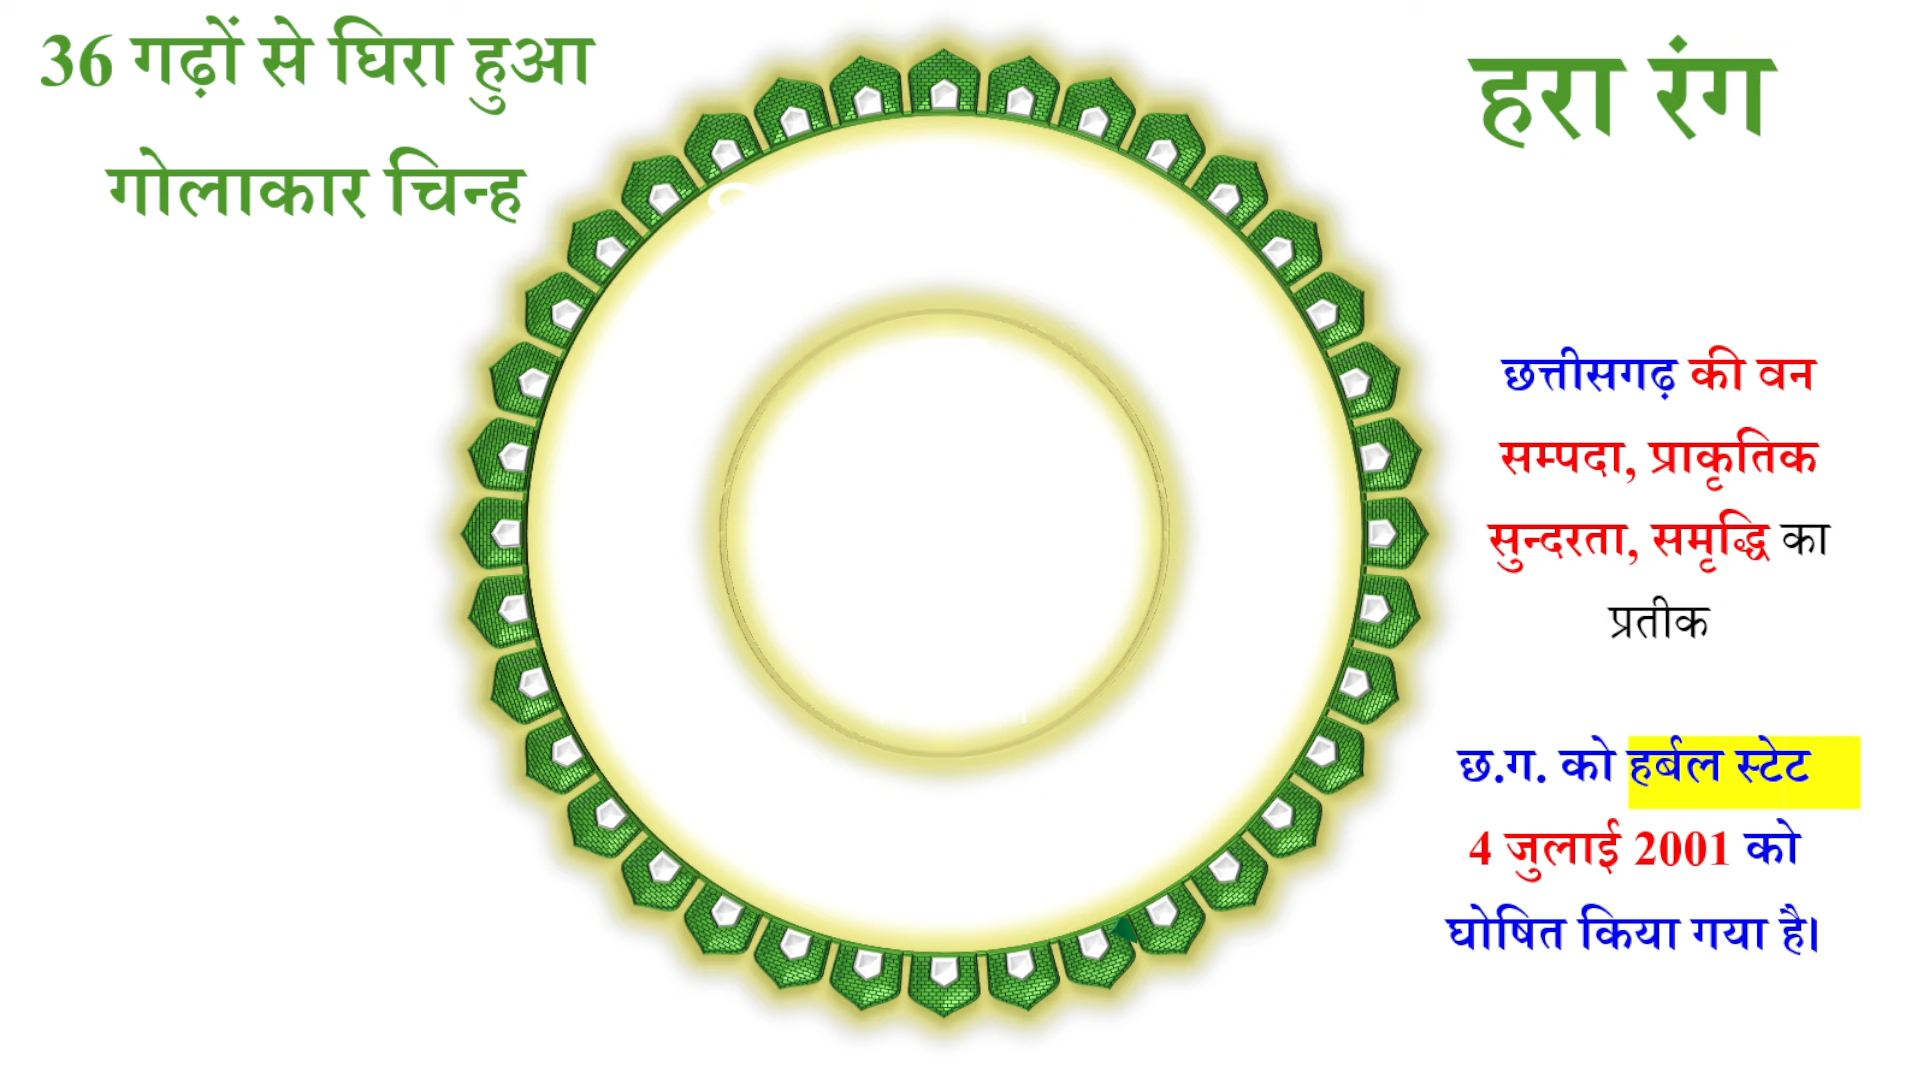 36 गढ़ों से घिरा हुआ
गोलाकार चिन्ह
हरा रंग
छत्तीसगढ़ की वन
सम्पदा, प्राकृतिक
सुन्दरता, समृद्धि का
प्रतीक
छ.ग. को हर्बल स्टेट
4 जुलाई 2001 को
घोषित किया गया है।